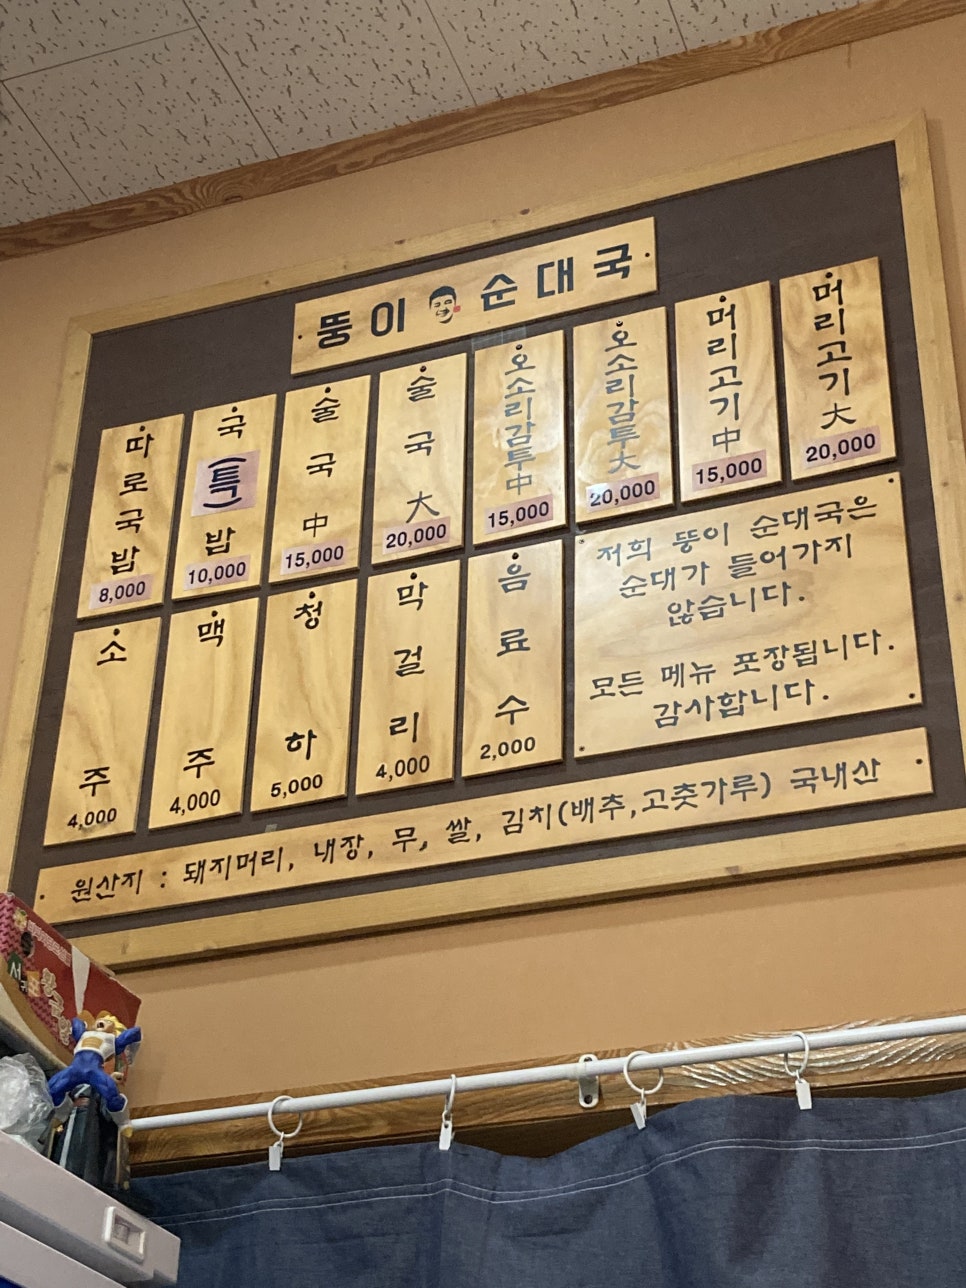 뚱이 순대국
따로국밥
8,000
국(특)밥
10,000
술국 中
15,000
술국 大
20,000
오소리감투 中
15,000
오소리감투 大
20,000
머리고기 中
15,000
머리고기 大
20,000
소주
4,000
맥주
4,000
청하
5,000
막걸리
4,000
음료수
2,000
저희 뚱이 순대국은
순대가 들어가지
않습니다.
모든 메뉴 포장됩니다.
감사합니다.
원산지 : 돼지머리, 내장, 무, 쌀, 김치(배추,고춧가루) 국내산